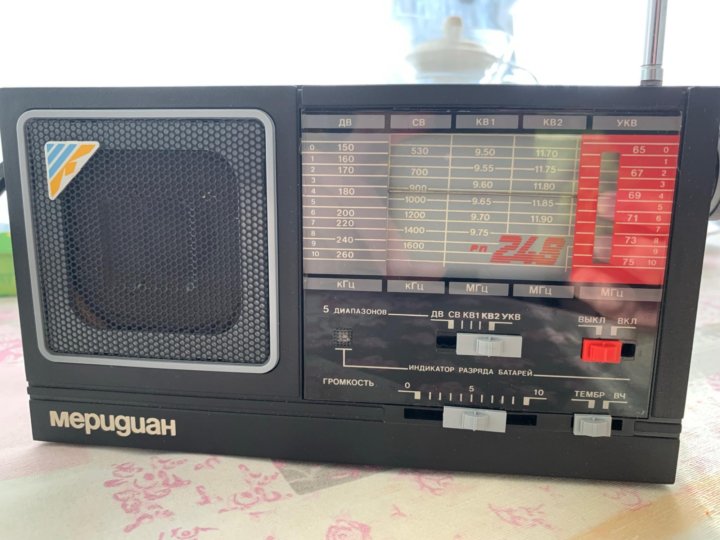 ДВ СВ КВ1 КВ2 УКВ
0 150 530 9.50 11.70 65 0
1 160 9.55 11.75 1
2 170 700 9.60 11.80 67 2
3 900 3
4 180 1000 9.65 11.85 69 4
5 5
6 200 1200 9.70 11.90 71 6
7 220 7
8 240 1400 9.75 73 8
9 1600 9
10 260 75 10
РП 248
кГц кГц МГц МГц МГц
5 ДИАПАЗОНОВ ДВ СВ КВ1 КВ2 УКВ ВЫКЛ ВКЛ
ИНДИКАТОР РАЗРЯДА БАТАРЕЙ
ГРОМКОСТЬ 0 5 10 ТЕМБР ВЧ
меридиан